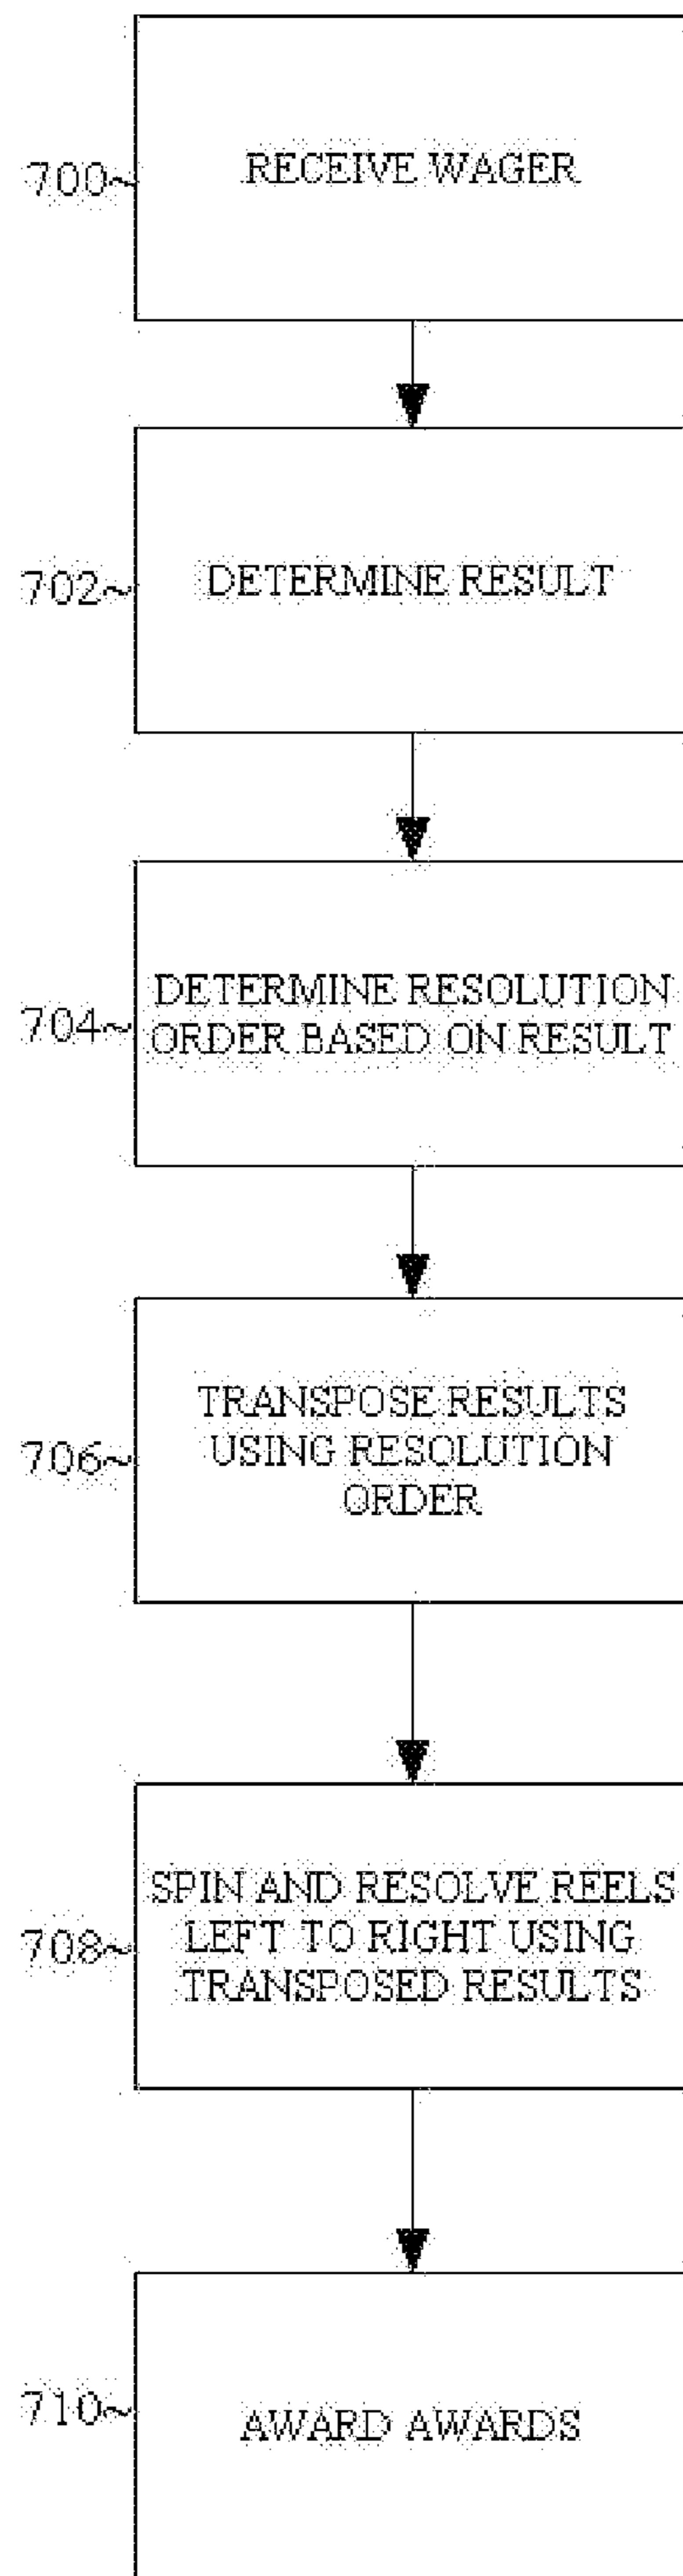 700~
RECEIVE WAGER
702~
DETERMINE RESULT
704~
DETERMINE RESOLUTION
ORDER BASED ON RESULT
706~
TRANSPOSE RESULTS
USING RESOLUTION
ORDER
708~
SPIN AND RESOLVE REELS
LEFT TO RIGHT USING
TRANSPOSED RESULTS
710~
AWARD AWARDS